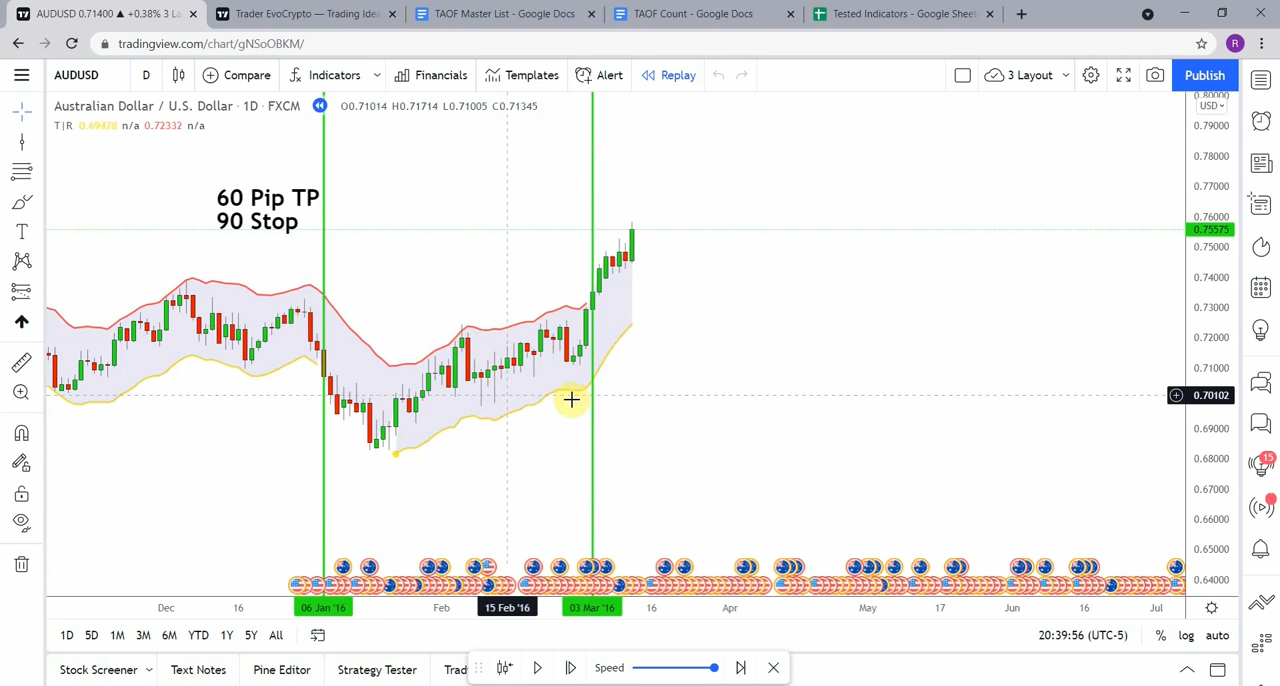 AUDUSD 0.71400 ▲ +0.38% 3 La
Trader EvoCrypto — Trading Idea
TAOF Master List - Google Docs
TAOF Count - Google Docs
Tested Indicators - Google Sheet
tradingview.com/chart/gNSoOBKM/
R
AUDUSD
D
Compare
Indicators
Financials
Templates
Alert
Replay
3 Layout
Publish
Australian Dollar / U.S. Dollar · 1D · FXCM
O0.71014 H0.71714 L0.71005 C0.71345
T|R 0.69878 n/a 0.72332 n/a
60 Pip TP
90 Stop
0.80000
USD
0.79000
0.78000
0.77000
0.76000
0.75575
0.75000
0.74000
0.73000
0.72000
0.71000
0.70102
0.69000
0.68000
0.67000
0.66000
0.65000
0.64000
15
Dec
16
06 Jan '16
Feb
15 Feb '16
03 Mar '16
16
Apr
May
17
Jun
16
Jul
1D
5D
1M
3M
6M
YTD
1Y
5Y
All
20:39:56 (UTC-5)
%
log
auto
Stock Screener
Text Notes
Pine Editor
Strategy Tester
Trad
Speed